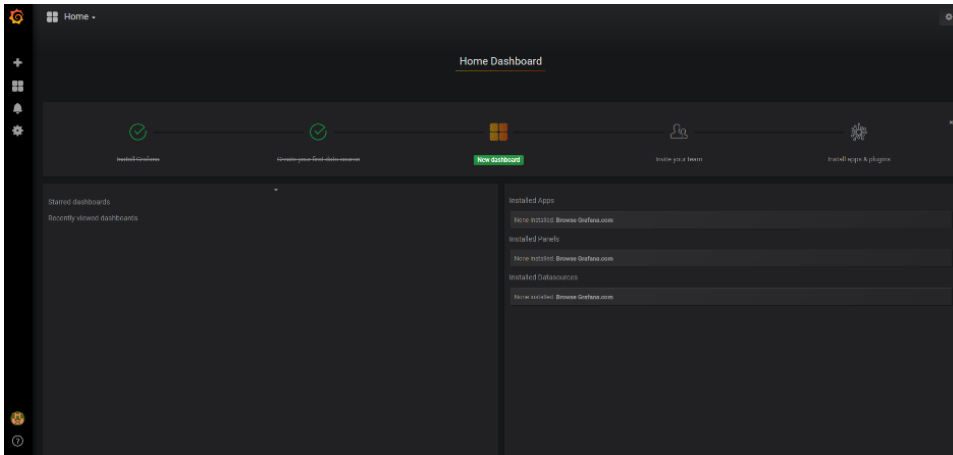 Home
Home Dashboard
Install Grafana
Create your first data source
New dashboard
Invite your team
Install apps & plugins
Starred dashboards
Recently viewed dashboards
Installed Apps
None installed. Browse Grafana.com
Installed Panels
None installed. Browse Grafana.com
Installed Datasources
None installed. Browse Grafana.com